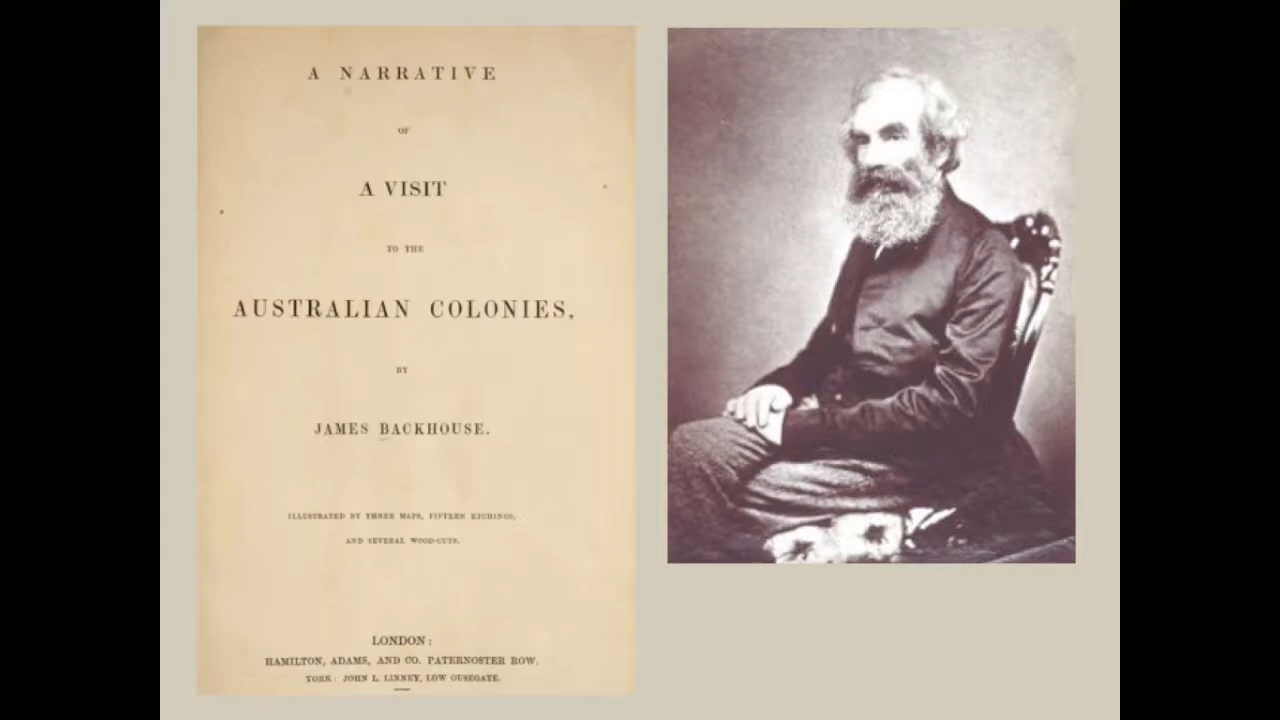 A NARRATIVE
OF
A VISIT
TO THE
AUSTRALIAN COLONIES,
BY
JAMES BACKHOUSE.
ILLUSTRATED BY THREE MAPS, FIFTEEN ETCHINGS,
AND SEVERAL WOOD-CUTS.
LONDON:
HAMILTON, ADAMS, AND CO. PATERNOSTER ROW.
YORK: JOHN L. LINNEY, LOW OUSEGATE.